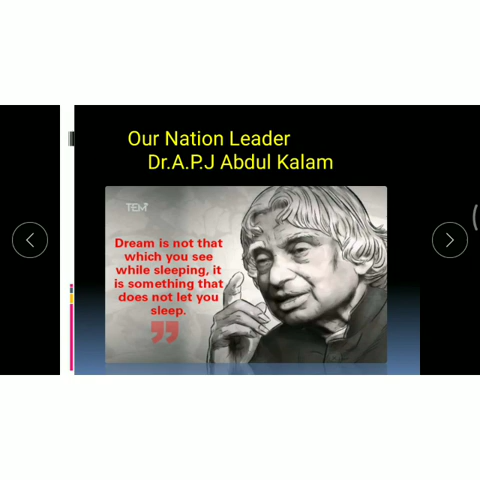 Our Nation Leader
Dr.A.P.J Abdul Kalam
TEM
Dream is not that
which you see
while sleeping, it
is something that
does not let you
sleep.